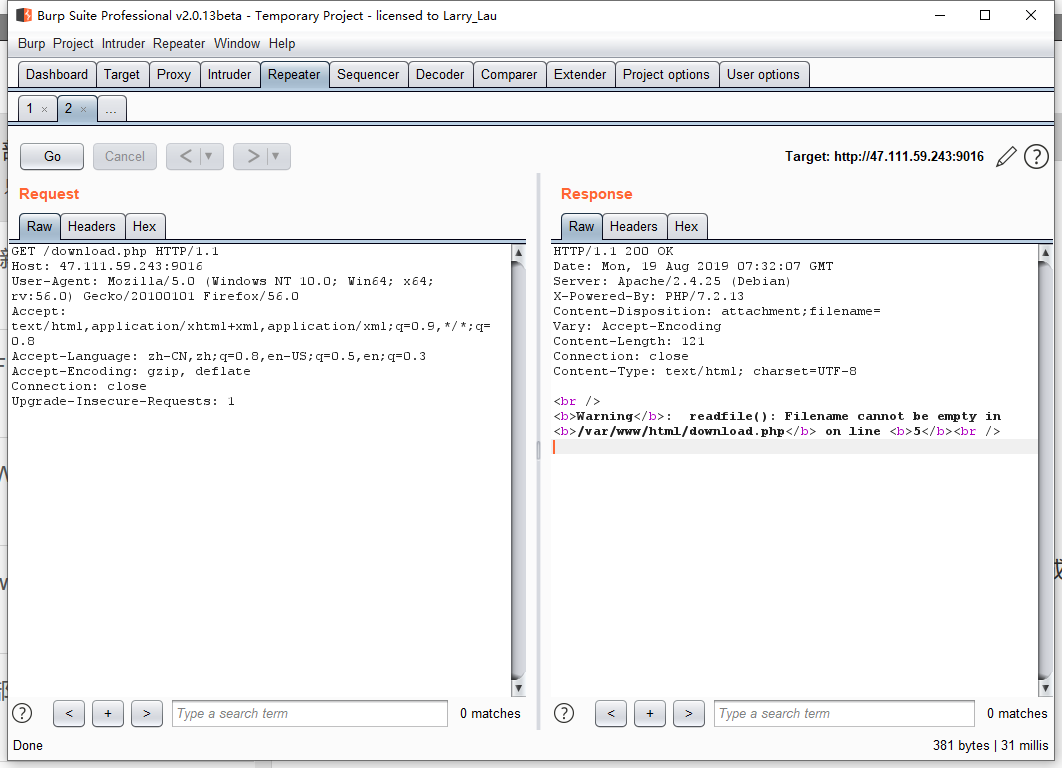 Burp Suite Professional v2.0.13beta - Temporary Project - licensed to Larry_Lau
Burp Project Intruder Repeater Window Help
Dashboard Target Proxy Intruder Repeater Sequencer Decoder Comparer Extender Project options User options
1 × 2 × ...
Go Cancel < ▼ > ▼ Target: http://47.111.59.243:9016 ?
Request
Raw Headers Hex
GET /download.php HTTP/1.1
Host: 47.111.59.243:9016
User-Agent: Mozilla/5.0 (Windows NT 10.0; Win64; x64;
rv:56.0) Gecko/20100101 Firefox/56.0
Accept:
text/html,application/xhtml+xml,application/xml;q=0.9,*/*;q=
0.8
Accept-Language: zh-CN,zh;q=0.8,en-US;q=0.5,en;q=0.3
Accept-Encoding: gzip, deflate
Connection: close
Upgrade-Insecure-Requests: 1
? < + > Type a search term 0 matches
Response
Raw Headers Hex
HTTP/1.1 200 OK
Date: Mon, 19 Aug 2019 07:32:07 GMT
Server: Apache/2.4.25 (Debian)
X-Powered-By: PHP/7.2.13
Content-Disposition: attachment;filename=
Vary: Accept-Encoding
Content-Length: 121
Connection: close
Content-Type: text/html; charset=UTF-8
<br />
<b>Warning</b>:  readfile(): Filename cannot be empty in
<b>/var/www/html/download.php</b> on line <b>5</b><br />
? < + > Type a search term 0 matches
Done 381 bytes | 31 millis